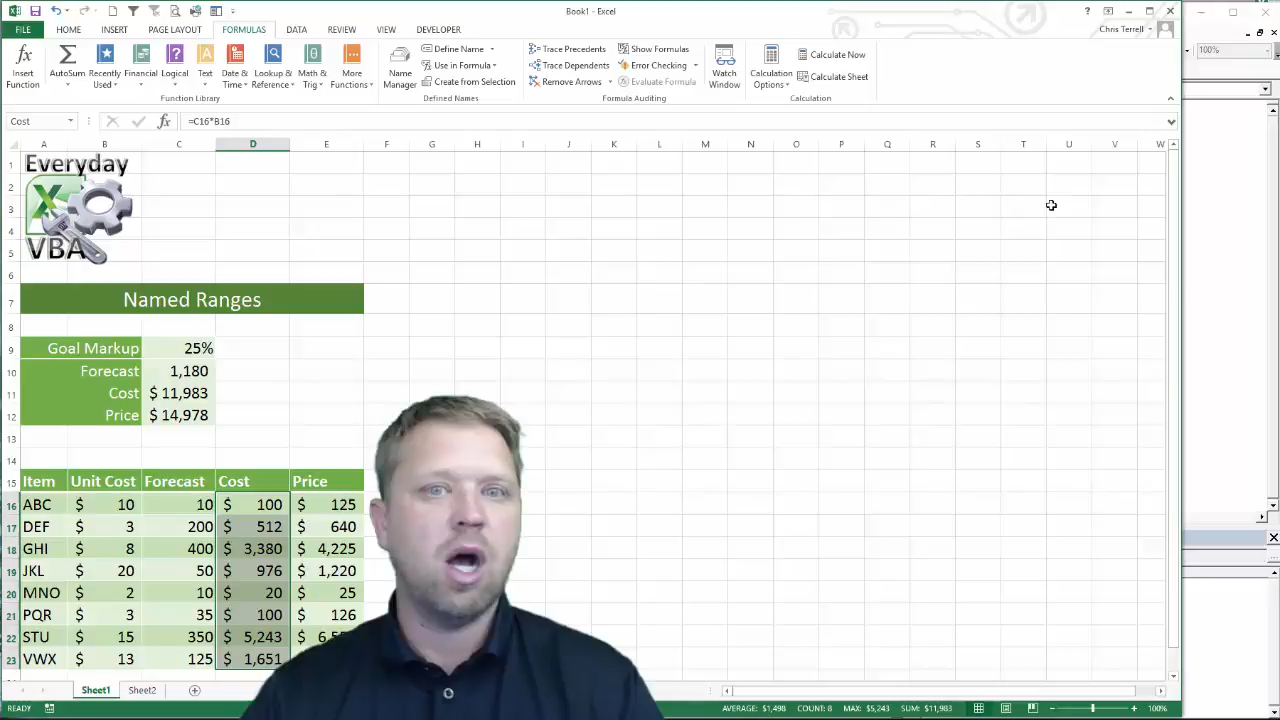 Book1 - Excel
FILE HOME INSERT PAGE LAYOUT FORMULAS DATA REVIEW VIEW DEVELOPER
Chris Terrell
Insert Function
AutoSum
Recently Used
Financial
Logical
Text
Date & Time
Lookup & Reference
Math & Trig
More Functions
Function Library
Name Manager
Define Name
Use in Formula
Create from Selection
Defined Names
Trace Precedents
Trace Dependents
Remove Arrows
Show Formulas
Error Checking
Evaluate Formula
Formula Auditing
Watch Window
Calculation Options
Calculate Now
Calculate Sheet
Calculation
100%
Cost
fx
=C16*B16
A B C D E F G H I J K L M N O P Q R S T U V W
1 Everyday
2
3
4
5 VBA
6
7 Named Ranges
8
9 Goal Markup 25%
10 Forecast 1,180
11 Cost $ 11,983
12 Price $ 14,978
13
14
15 Item Unit Cost Forecast Cost Price
16 ABC $ 10 10 $ 100 $ 125
17 DEF $ 3 200 $ 512 $ 640
18 GHI $ 8 400 $ 3,380 $ 4,225
19 JKL $ 20 50 $ 976 $ 1,220
20 MNO $ 2 10 $ 20 $ 25
21 PQR $ 3 35 $ 100 $ 126
22 STU $ 15 350 $ 5,243 $
23 VWX $ 13 125 $ 1,651
Sheet1 Sheet2
READY
AVERAGE: $1,498 COUNT: 8 MAX: $5,243 SUM: $11,983
100%